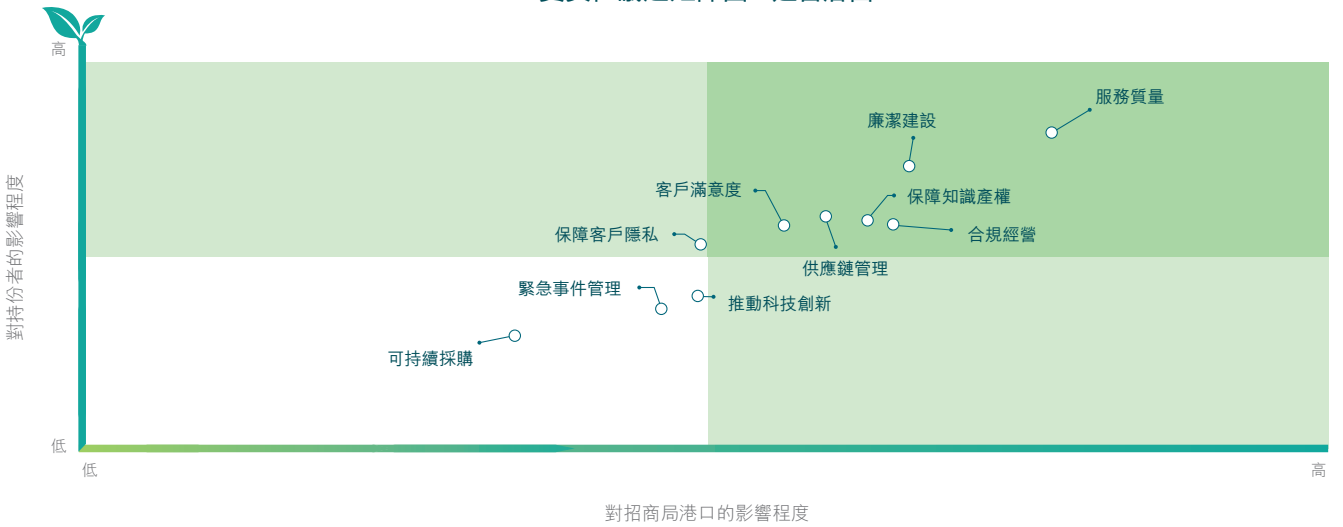 高
服務質量
廉潔建設
客戶滿意度
保障知識產權
保障客戶隱私
合規經營
供應鏈管理
緊急事件管理
推動科技創新
可持續採購
對持份者的影響程度
低
低
高
對招商局港口的影響程度